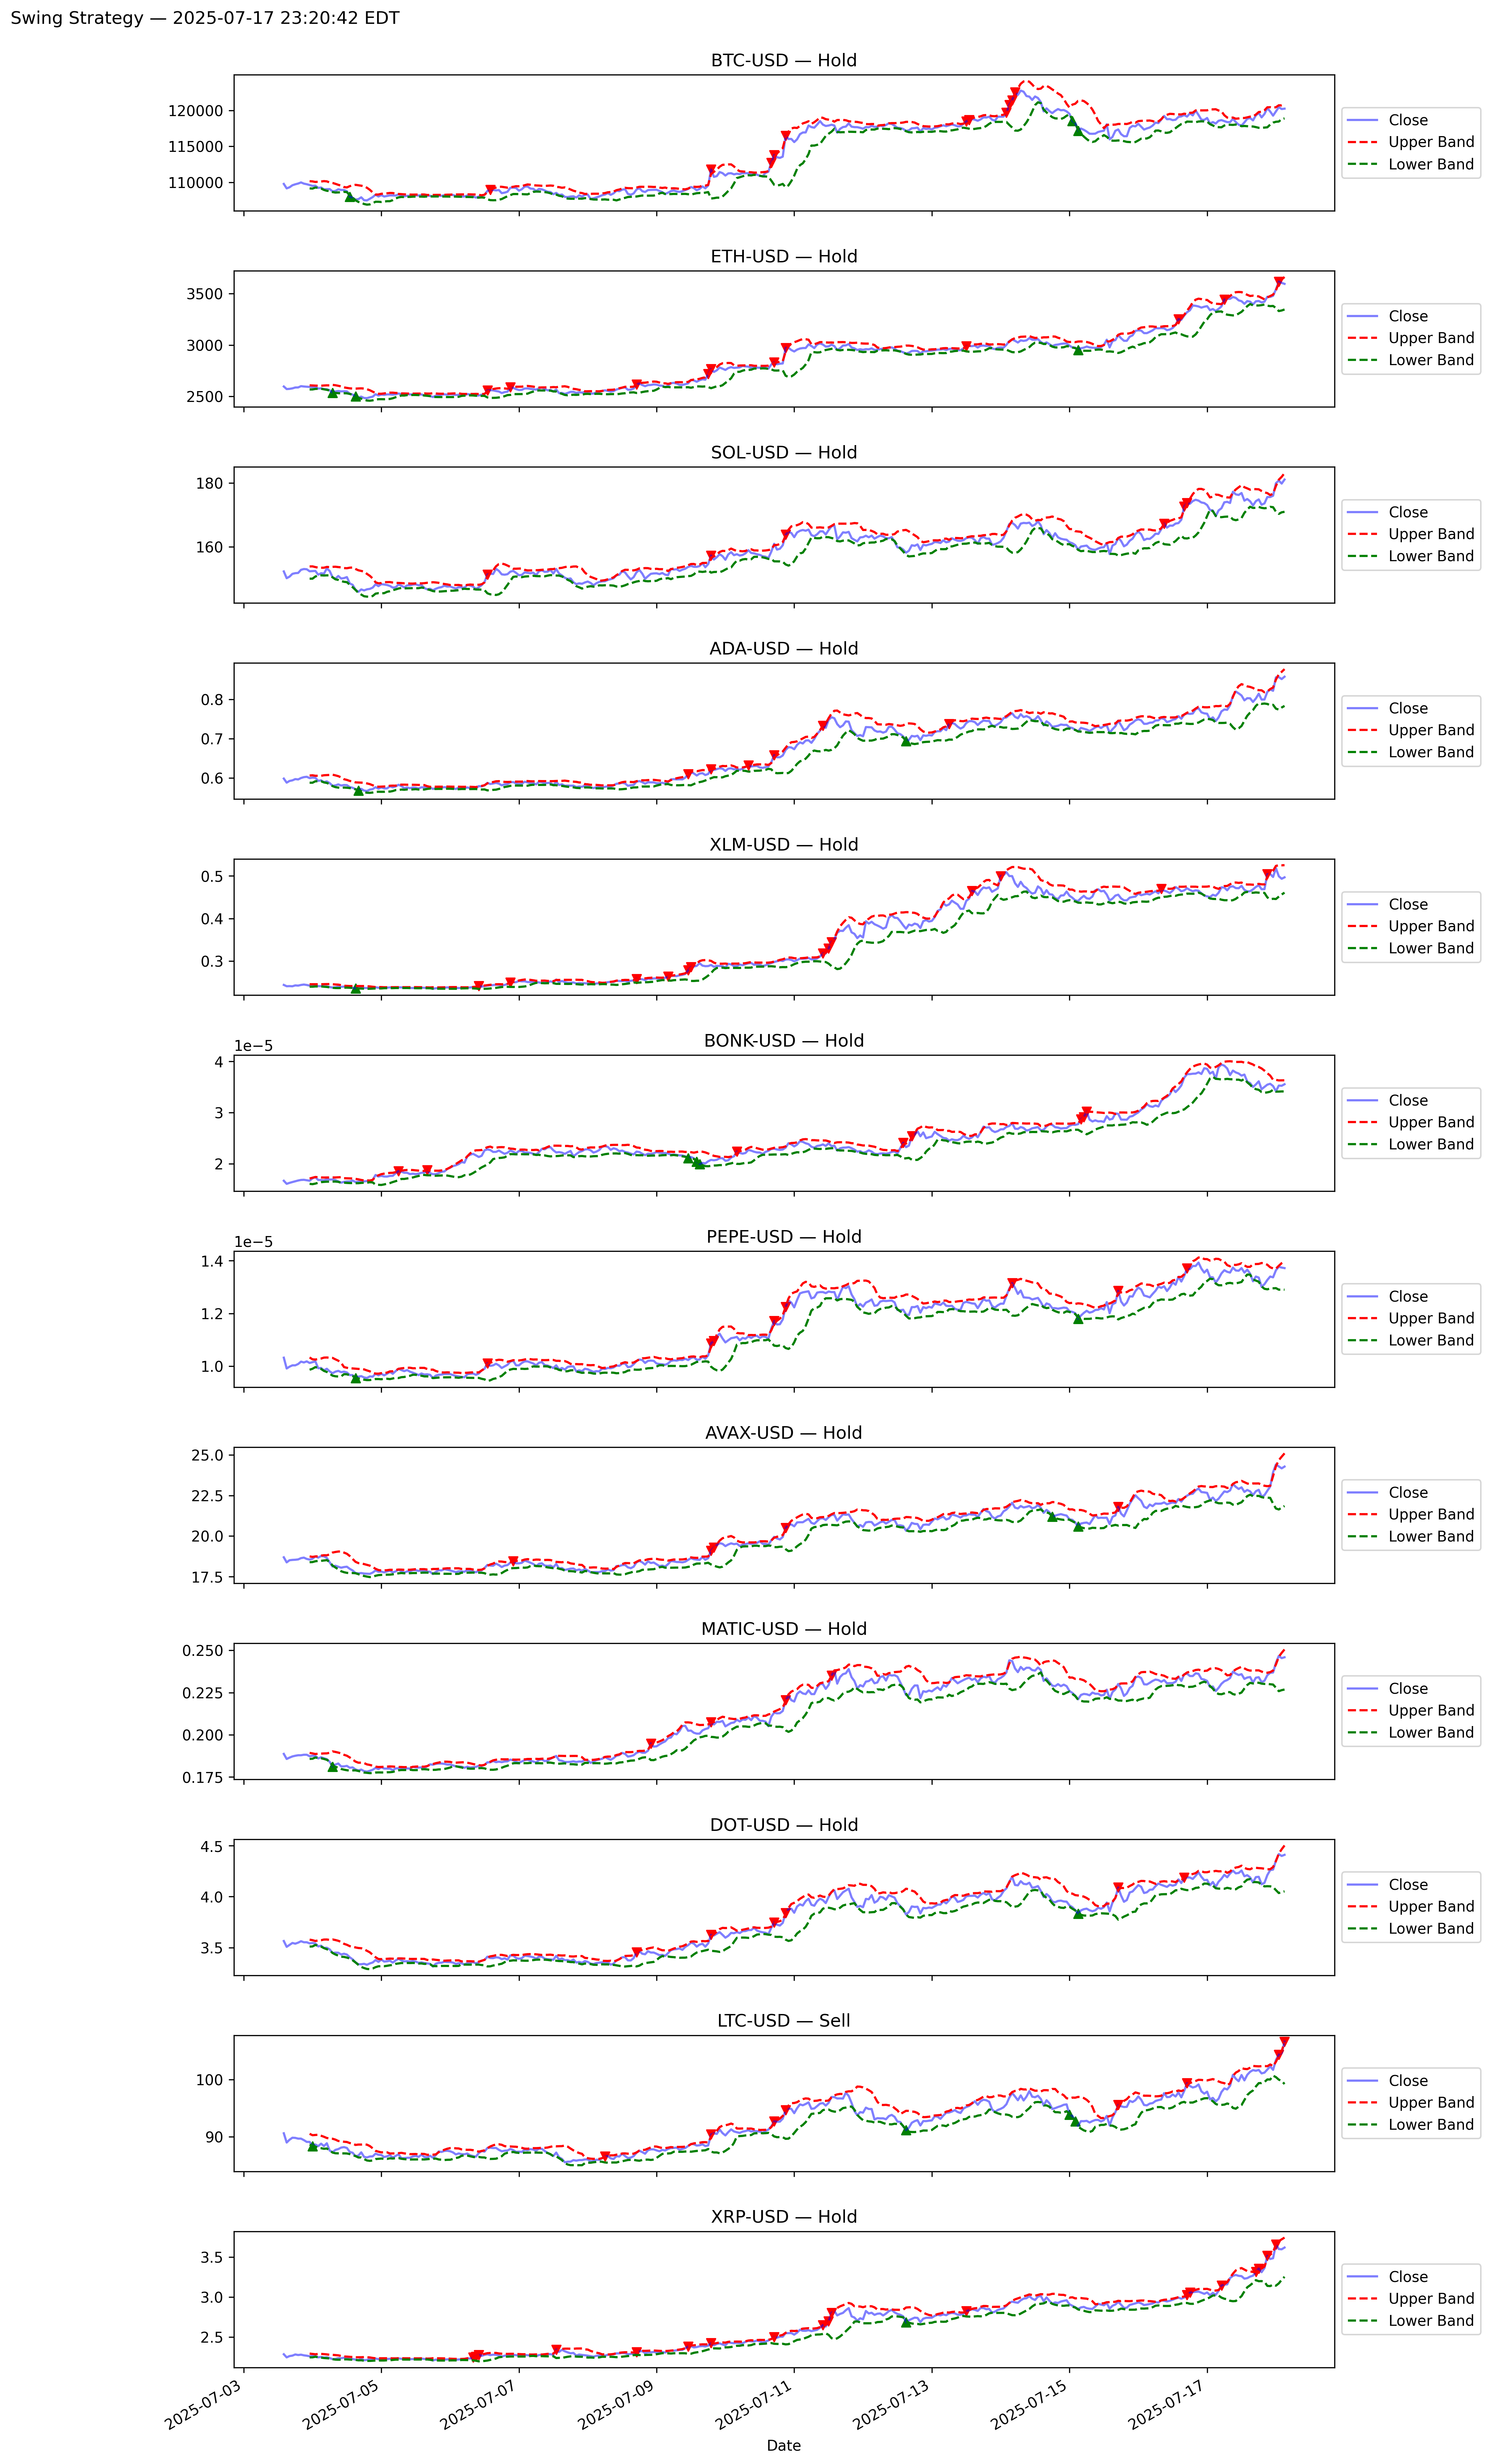 Swing Strategy — 2025-07-17 23:20:42 EDT
BTC-USD — Hold
120000
115000
110000
Close
Upper Band
Lower Band
ETH-USD — Hold
3500
3000
2500
Close
Upper Band
Lower Band
SOL-USD — Hold
180
160
Close
Upper Band
Lower Band
ADA-USD — Hold
0.8
0.7
0.6
Close
Upper Band
Lower Band
XLM-USD — Hold
0.5
0.4
0.3
Close
Upper Band
Lower Band
BONK-USD — Hold
1e−5
4
3
2
Close
Upper Band
Lower Band
PEPE-USD — Hold
1e−5
1.4
1.2
1.0
Close
Upper Band
Lower Band
AVAX-USD — Hold
25.0
22.5
20.0
17.5
Close
Upper Band
Lower Band
MATIC-USD — Hold
0.250
0.225
0.200
0.175
Close
Upper Band
Lower Band
DOT-USD — Hold
4.5
4.0
3.5
Close
Upper Band
Lower Band
LTC-USD — Sell
100
90
Close
Upper Band
Lower Band
XRP-USD — Hold
3.5
3.0
2.5
Close
Upper Band
Lower Band
2025-07-03
2025-07-05
2025-07-07
2025-07-09
2025-07-11
2025-07-13
2025-07-15
2025-07-17
Date